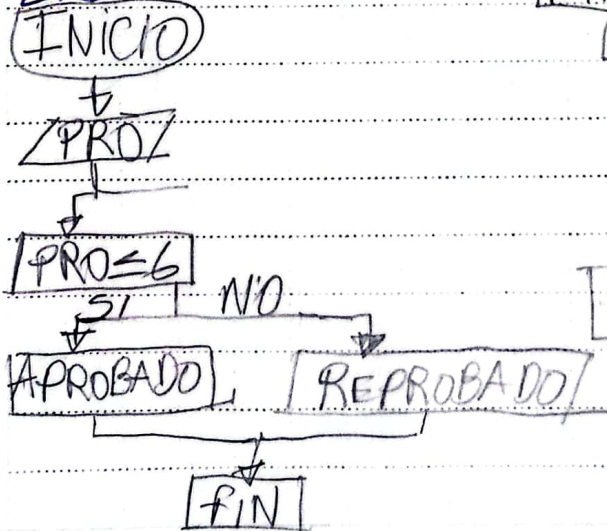 INICIO
PRO
PRO≤6
SI NO
APROBADO REPROBADO
FIN